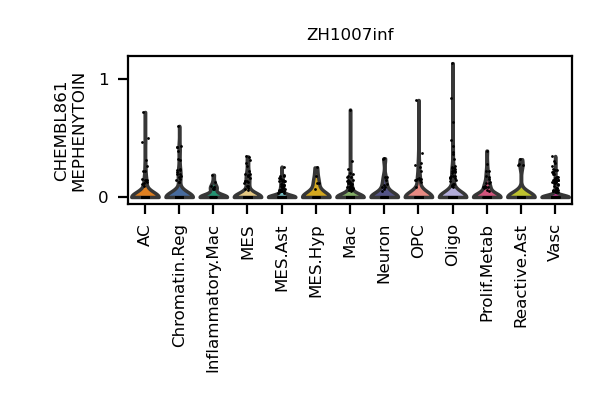 ZH1007inf
CHEMBL861
MEPHENYTOIN
1
0
AC
Chromatin.Reg
Inflammatory.Mac
MES
MES.Ast
MES.Hyp
Mac
Neuron
OPC
Oligo
Prolif.Metab
Reactive.Ast
Vasc